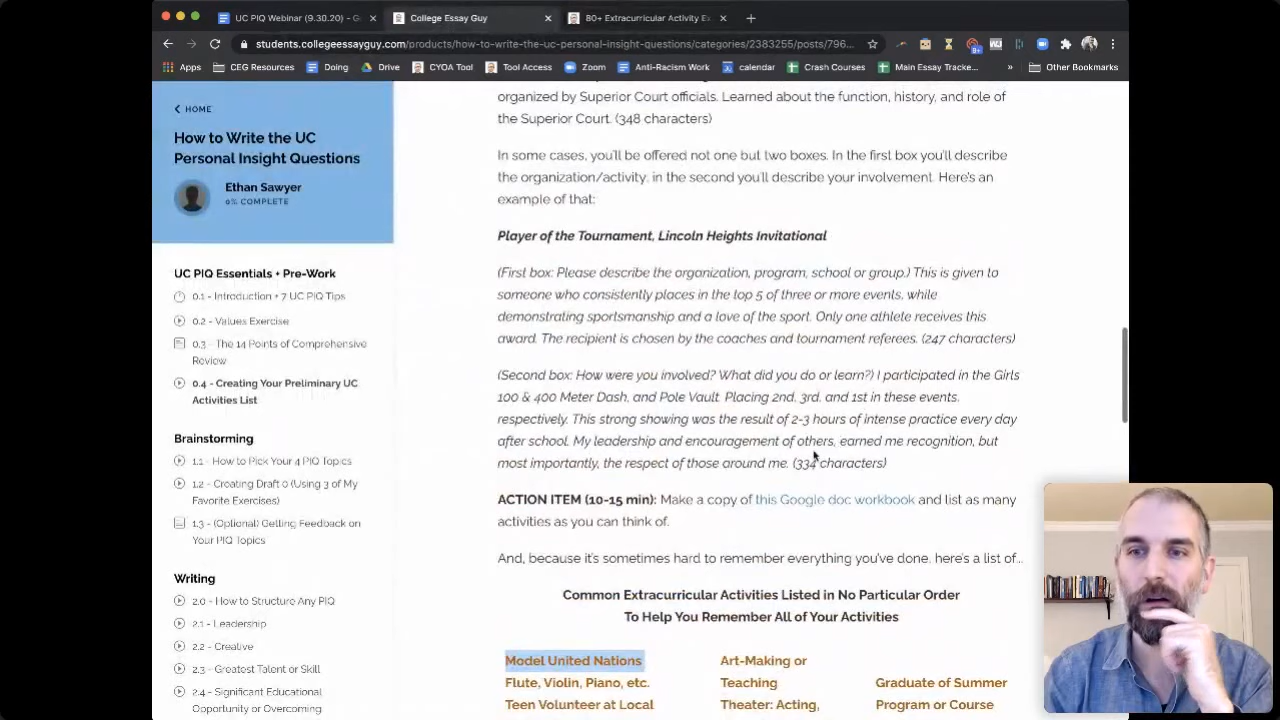 UC PIQ Webinar (9.30.20) - G
College Essay Guy
80+ Extracurricular Activity Ex
students.collegeessayguy.com/products/how-to-write-the-uc-personal-insight-questions/categories/2383255/posts/796...
Apps
CEG Resources
Doing
Drive
CYOA Tool
Tool Access
Zoom
Anti-Racism Work
calendar
Crash Courses
Main Essay Tracke...
»
Other Bookmarks
HOME
How to Write the UC
Personal Insight Questions
Ethan Sawyer
0% COMPLETE
UC PIQ Essentials + Pre-Work
0.1 - Introduction + 7 UC PIQ Tips
0.2 - Values Exercise
0.3 - The 14 Points of Comprehensive
Review
0.4 - Creating Your Preliminary UC
Activities List
Brainstorming
1.1 - How to Pick Your 4 PIQ Topics
1.2 - Creating Draft 0 (Using 3 of My
Favorite Exercises)
1.3 - (Optional) Getting Feedback on
Your PIQ Topics
Writing
2.0 - How to Structure Any PIQ
2.1 - Leadership
2.2 - Creative
2.3 - Greatest Talent or Skill
2.4 - Significant Educational
Opportunity or Overcoming
organized by Superior Court officials. Learned about the function, history, and role of
the Superior Court. (348 characters)
In some cases, you'll be offered not one but two boxes. In the first box you'll describe
the organization/activity, in the second you'll describe your involvement. Here's an
example of that:
Player of the Tournament, Lincoln Heights Invitational
(First box: Please describe the organization, program, school or group.) This is given to
someone who consistently places in the top 5 of three or more events, while
demonstrating sportsmanship and a love of the sport. Only one athlete receives this
award. The recipient is chosen by the coaches and tournament referees. (247 characters)
(Second box: How were you involved? What did you do or learn?) I participated in the Girls
100 & 400 Meter Dash, and Pole Vault. Placing 2nd, 3rd, and 1st in these events,
respectively. This strong showing was the result of 2-3 hours of intense practice every day
after school. My leadership and encouragement of others, earned me recognition, but
most importantly, the respect of those around me. (334 characters)
ACTION ITEM (10-15 min): Make a copy of this Google doc workbook and list as many
activities as you can think of.
And, because it's sometimes hard to remember everything you've done, here's a list of...
Common Extracurricular Activities Listed in No Particular Order
To Help You Remember All of Your Activities
Model United Nations
Flute, Violin, Piano, etc.
Teen Volunteer at Local
Art-Making or
Teaching
Theater: Acting,
Graduate of Summer
Program or Course